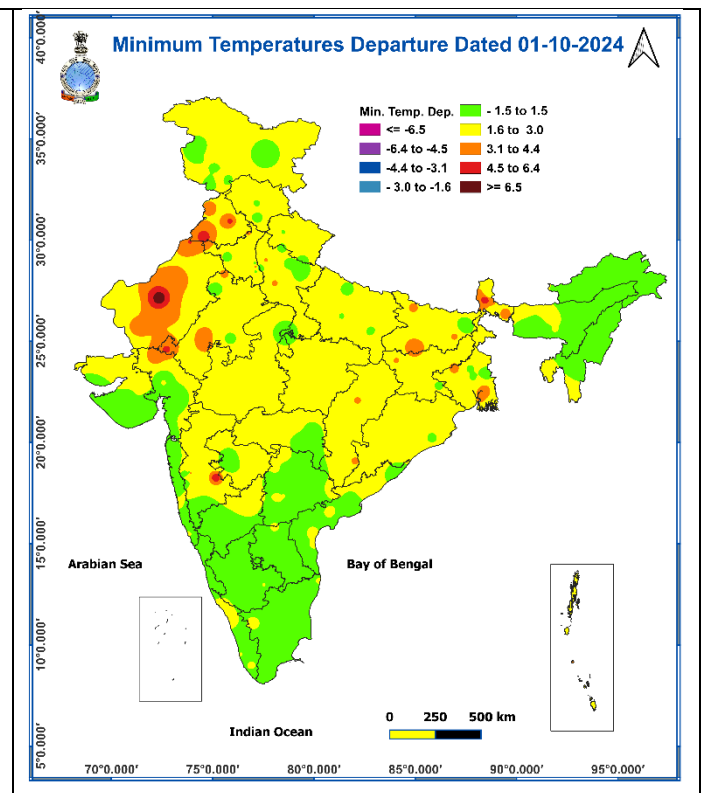 Minimum Temperatures Departure Dated 01-10-2024
Min. Temp. Dep.
<= -6.5
-6.4 to -4.5
-4.4 to -3.1
- 3.0 to -1.6
- 1.5 to 1.5
1.6 to 3.0
3.1 to 4.4
4.5 to 6.4
>= 6.5
40°0.000'
35°0.000'
30°0.000'
25°0.000'
20°0.000'
15°0.000'
10°0.000'
5°0.000'
Arabian Sea
Bay of Bengal
Indian Ocean
0 250 500 km
70°0.000' 75°0.000' 80°0.000' 85°0.000' 90°0.000' 95°0.000'